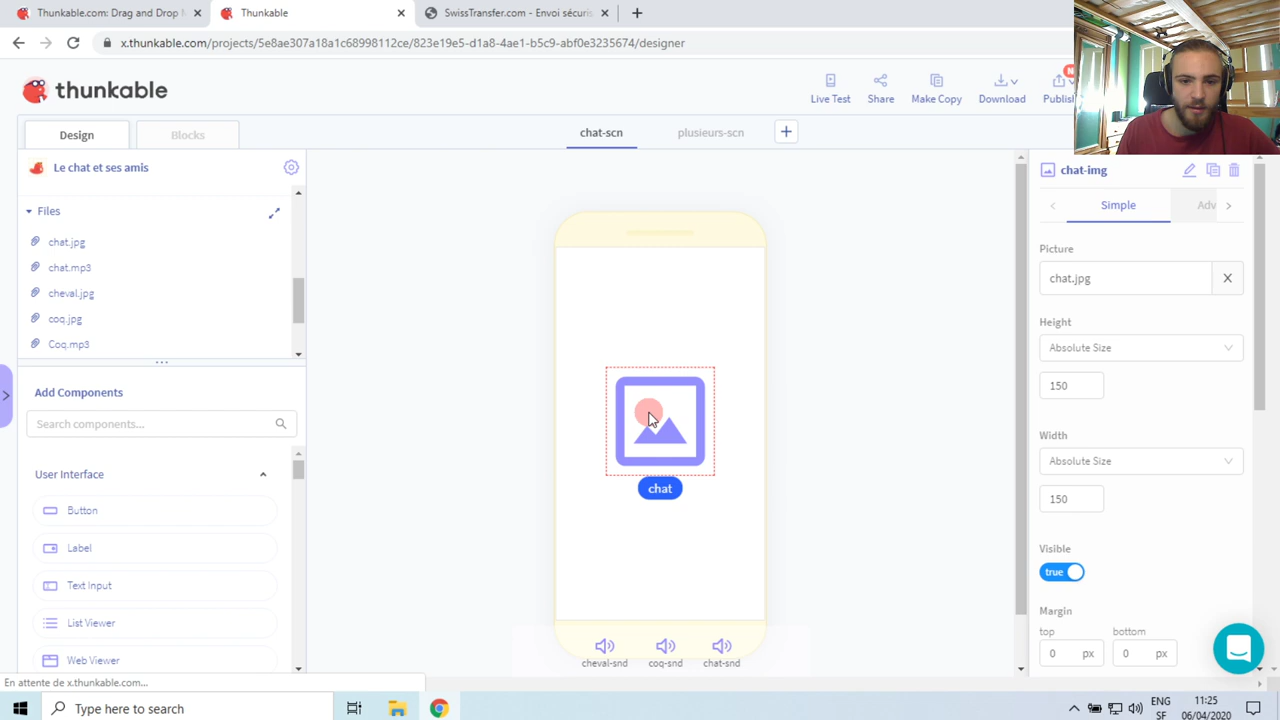 Thunkable.com: Drag and Drop M
Thunkable
SwissTransfer.com - Envoi sécuris
x.thunkable.com/projects/5e8ae307a18a1c68998112ce/823e19e5-d1a8-4ae1-b5c9-abf0e3235674/designer
thunkable
Live Test
Share
Make Copy
Download
Publish
N
Design
Blocks
chat-scn
plusieurs-scn
Le chat et ses amis
Files
chat.jpg
chat.mp3
cheval.jpg
coq.jpg
Coq.mp3
Add Components
Search components...
User Interface
Button
Label
Text Input
List Viewer
Web Viewer
chat
cheval-snd
coq-snd
chat-snd
chat-img
Simple
Adv
Picture
chat.jpg
Height
Absolute Size
150
Width
Absolute Size
150
Visible
true
Margin
top
bottom
0 px
0 px
En attente de x.thunkable.com...
Type here to search
ENG
SF
11:25
06/04/2020